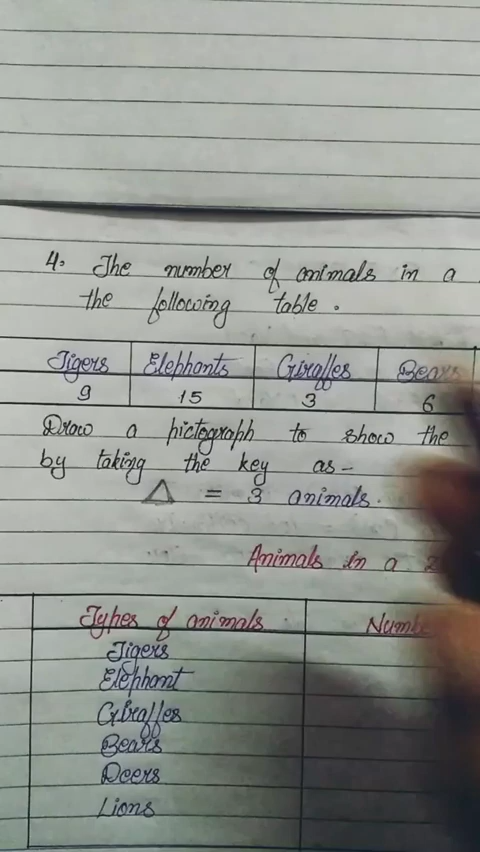 4. The number of animals in a
the following table.
Tigers Elephants Giraffes Bears
9 15 3 6
Draw a pictograph to show the
by taking the key as-
△ = 3 animals.
Animals in a
Types of animals
Tigers
Elephant
Giraffes
Bears
Deers
Lions